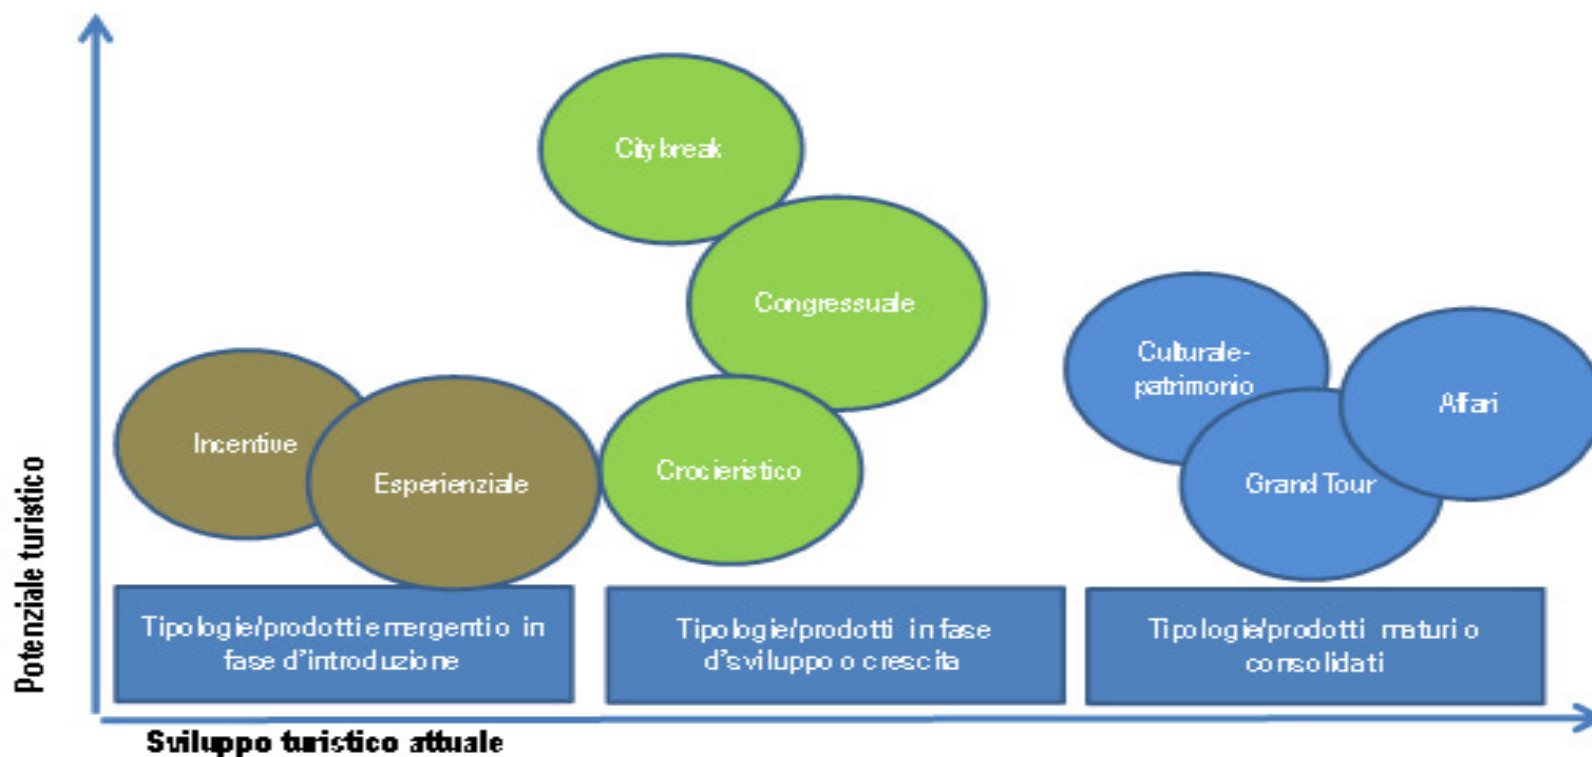 City break
Congressuale
Culturale-
patrimonio
Affari
Incentive
Esperienziale
Crocieristico
Grand Tour
Potenziale turistico
Tipologie/prodotti emergenti o in
fase d'introduzione
Tipologie/prodotti in fase
d'sviluppo o crescita
Tipologie/prodotti maturi o
consolidati
Sviluppo turistico attuale